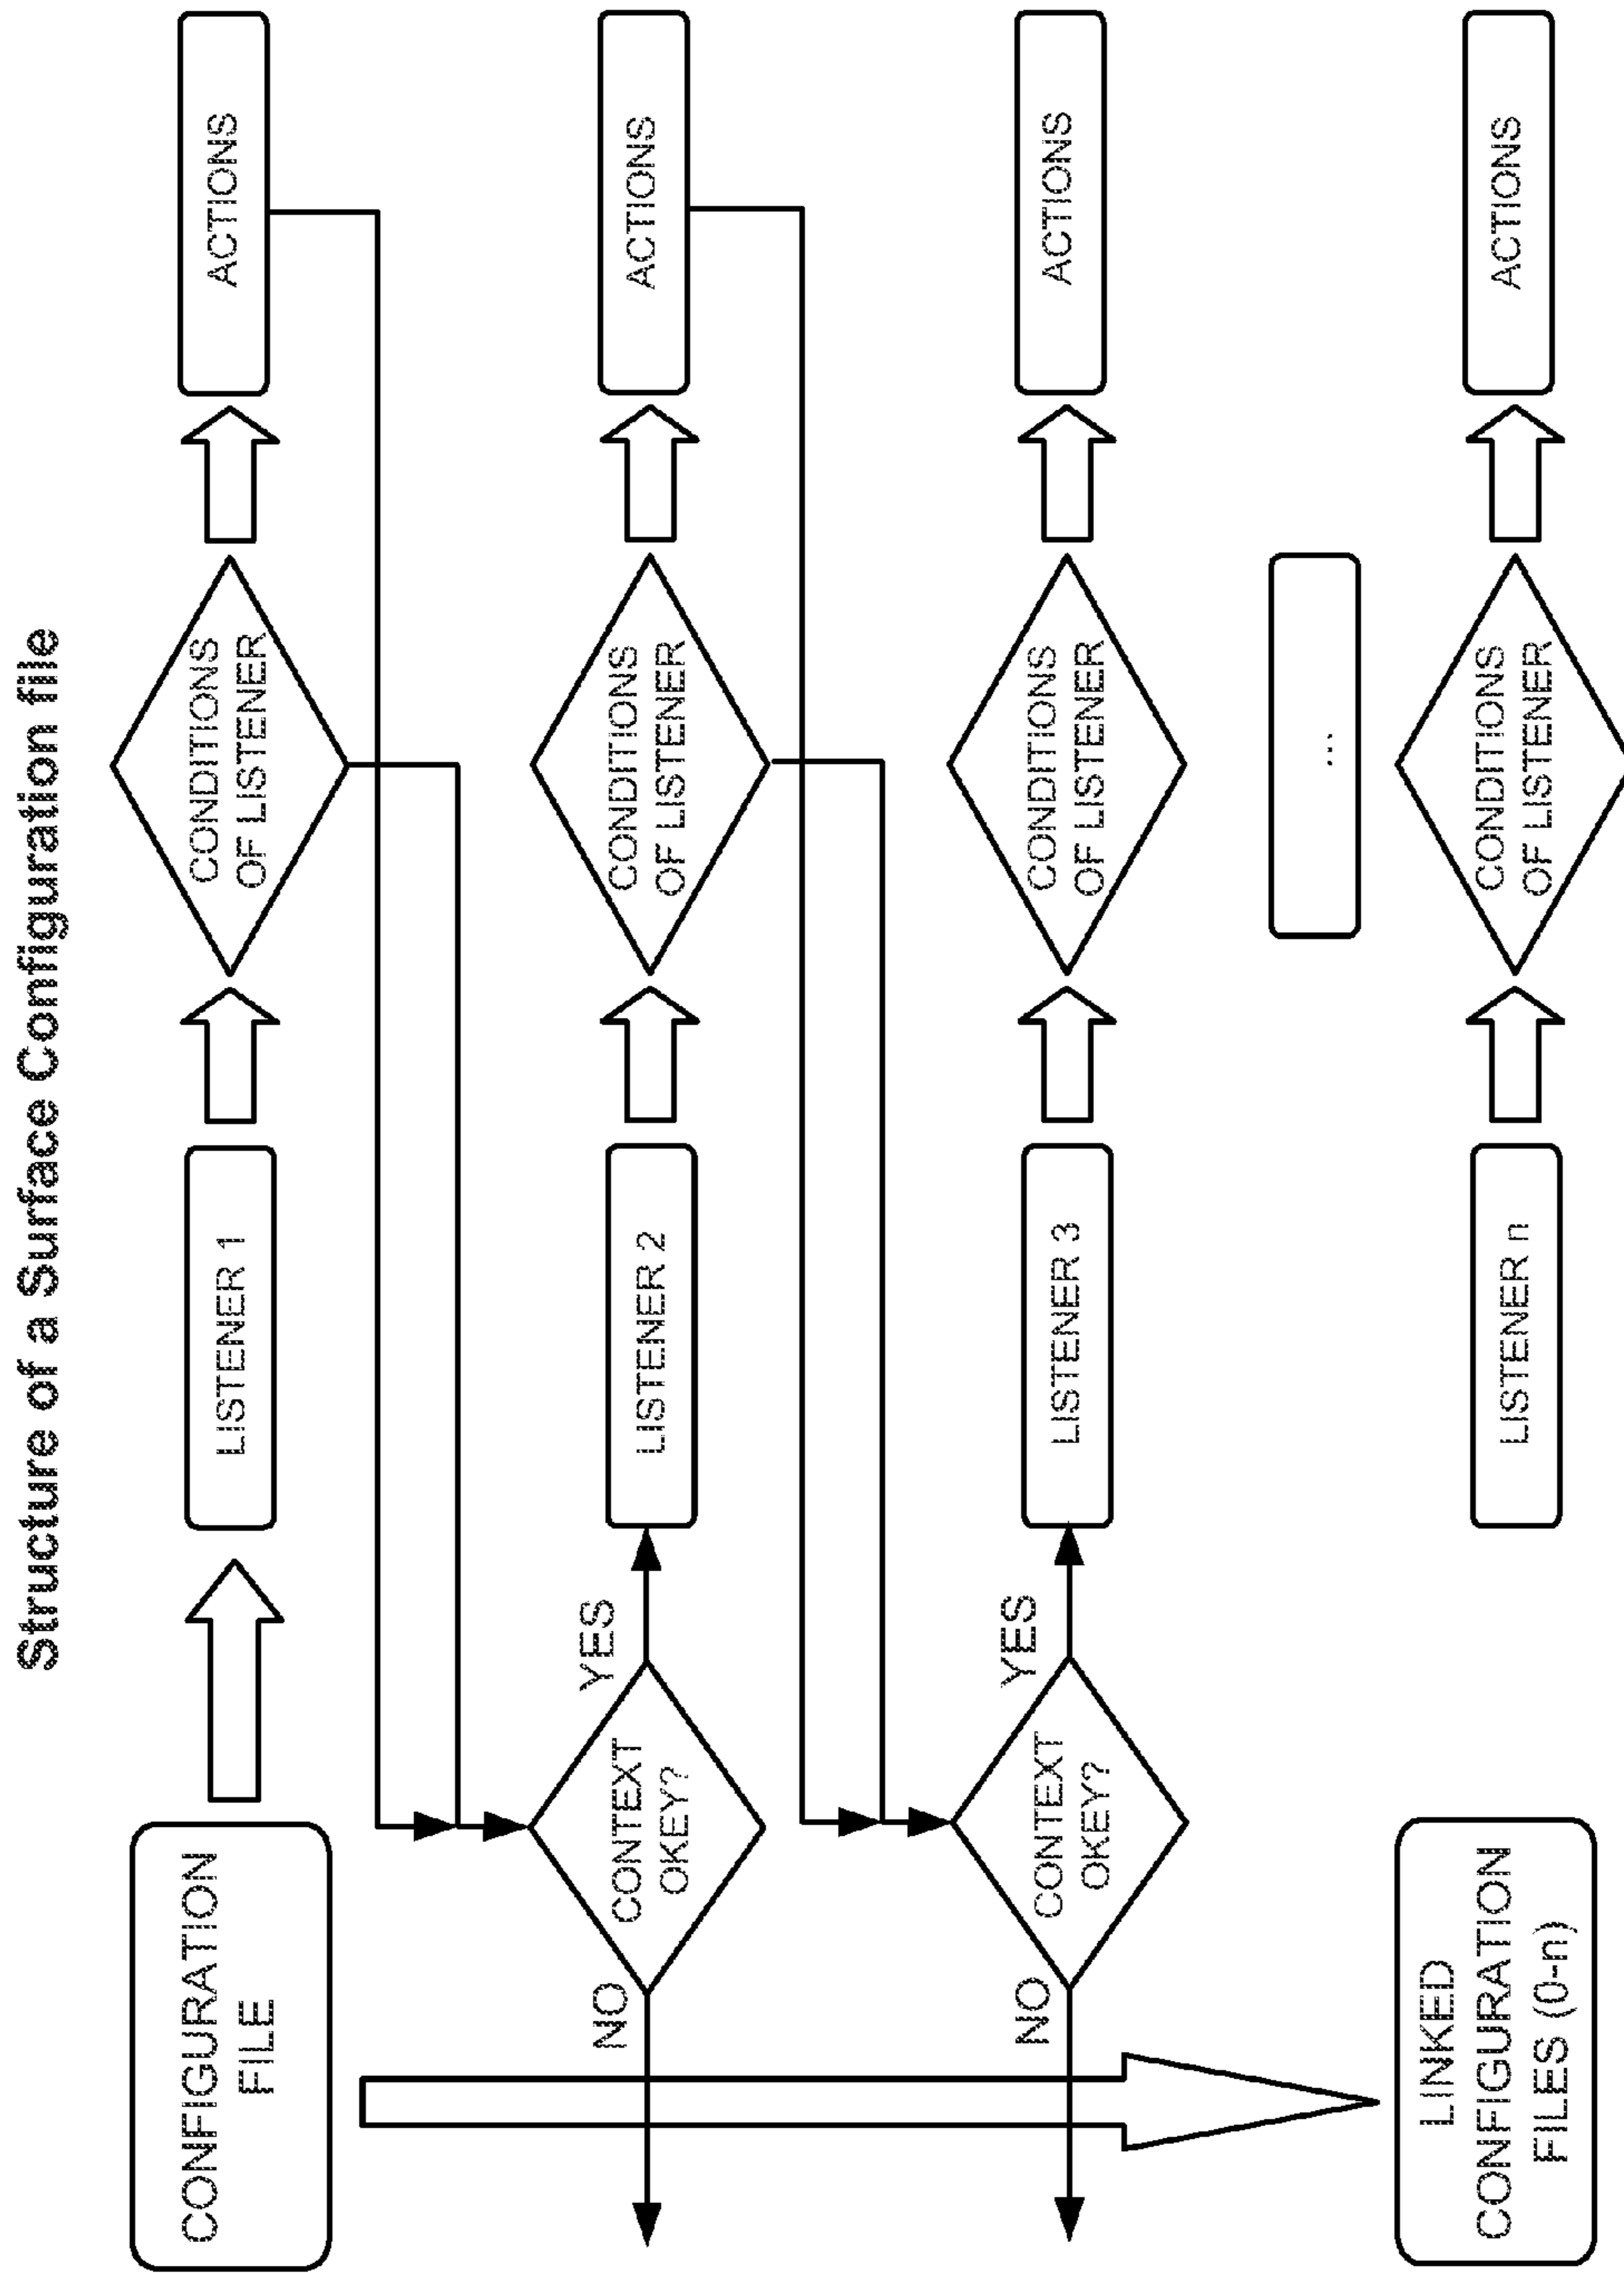 Structure of a Surface Configuration file
CONFIGURATION
FILE
LISTENER 1
CONDITIONS
OF LISTENER
ACTIONS
NO
CONTEXT
OKEY?
YES
LISTENER 2
CONDITIONS
OF LISTENER
ACTIONS
NO
CONTEXT
OKEY?
YES
LISTENER 3
CONDITIONS
OF LISTENER
ACTIONS
...
LINKED
CONFIGURATION
FILES (0-n)
LISTENER n
CONDITIONS
OF LISTENER
ACTIONS